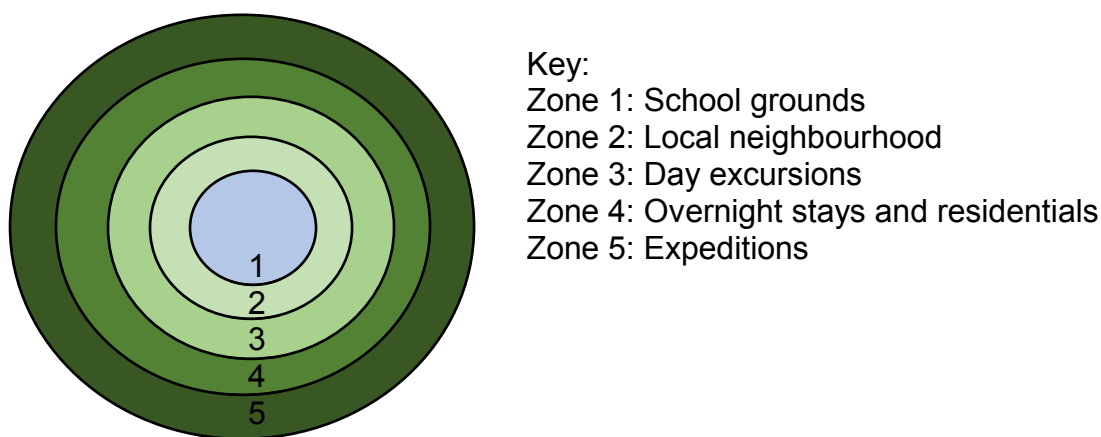 Key:
Zone 1: School grounds
Zone 2: Local neighbourhood
Zone 3: Day excursions
Zone 4: Overnight stays and residentials
Zone 5: Expeditions
1
2
3
4
5